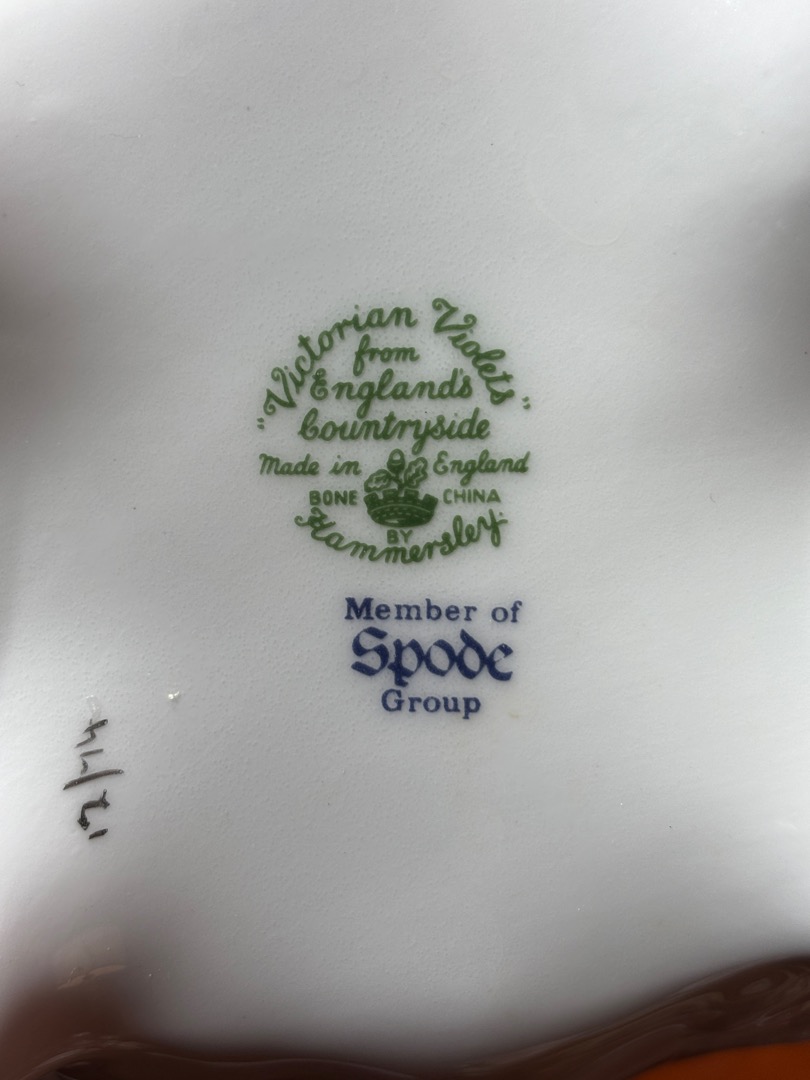 "Victorian Violets"
from
England's
Countryside
Made in England
BONE CHINA
BY
Hammersley
Member of
Spode
Group